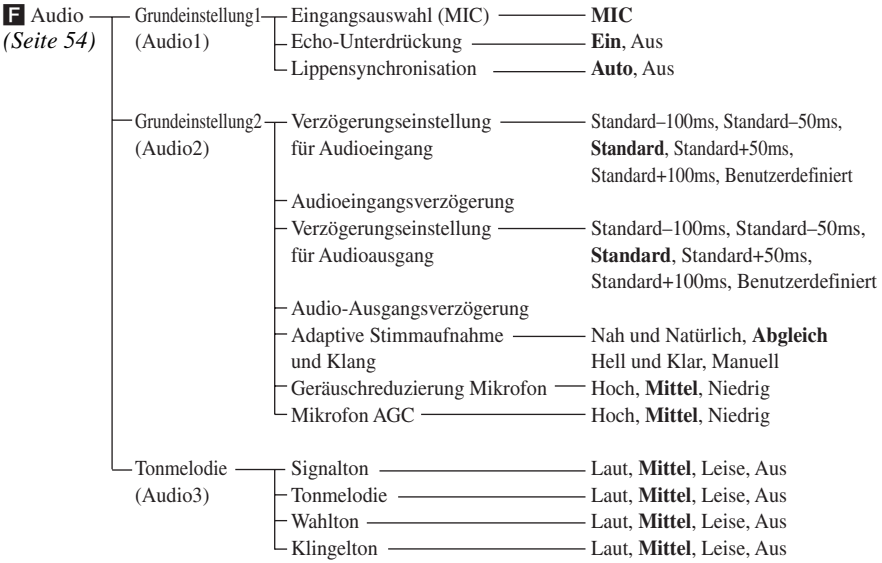 F Audio Grundeinstellung1 Eingangsauswahl (MIC) MIC
(Seite 54) (Audio1) Echo-Unterdrückung Ein, Aus
Lippensynchronisation Auto, Aus
Grundeinstellung2 Verzögerungseinstellung Standard–100ms, Standard–50ms,
(Audio2) für Audioeingang Standard, Standard+50ms,
Standard+100ms, Benutzerdefiniert
Audioeingangsverzögerung
Verzögerungseinstellung Standard–100ms, Standard–50ms,
für Audioausgang Standard, Standard+50ms,
Standard+100ms, Benutzerdefiniert
Audio-Ausgangsverzögerung
Adaptive Stimmaufnahme Nah und Natürlich, Abgleich
und Klang Hell und Klar, Manuell
Geräuschreduzierung Mikrofon Hoch, Mittel, Niedrig
Mikrofon AGC Hoch, Mittel, Niedrig
Tonmelodie Signalton Laut, Mittel, Leise, Aus
(Audio3) Tonmelodie Laut, Mittel, Leise, Aus
Wahlton Laut, Mittel, Leise, Aus
Klingelton Laut, Mittel, Leise, Aus